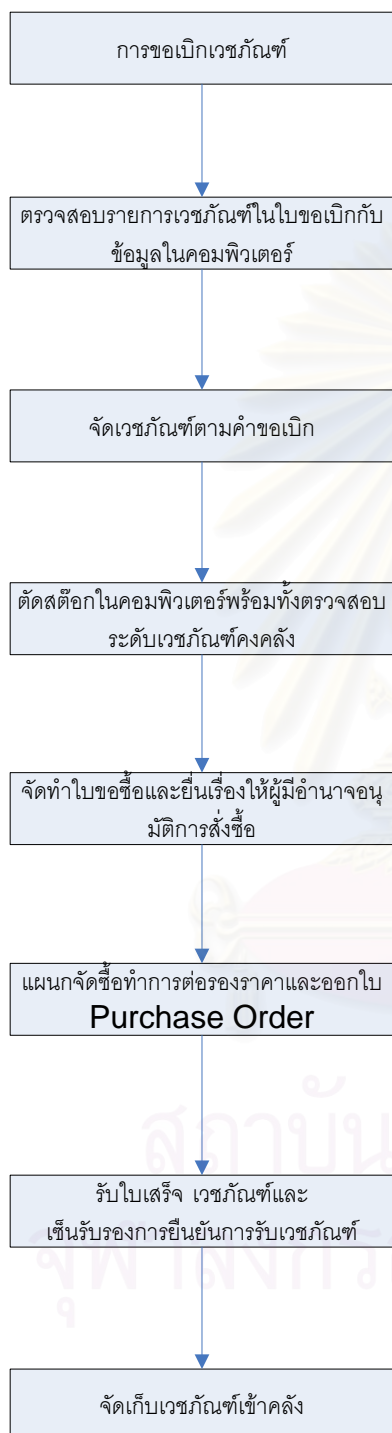 การขอเบิกเวชภัณฑ์
ตรวจสอบรายการเวชภัณฑ์ในใบขอเบิกกับ
ข้อมูลในคอมพิวเตอร์
จัดเวชภัณฑ์ตามคำขอเบิก
ตัดสต๊อกในคอมพิวเตอร์พร้อมทั้งตรวจสอบ
ระดับเวชภัณฑ์คงคลัง
จัดทำใบขอซื้อและยื่นเรื่องให้ผู้มีอำนาจอนุ
มัติการสั่งซื้อ
แผนกจัดซื้อทำการต่อรองราคาและออกใบ
Purchase Order
สถาบัน
รับใบเสร็จ เวชภัณฑ์และ
เซ็นรับรองการยืนยันการรับเวชภัณฑ์
จัดเก็บเวชภัณฑ์เข้าคลัง